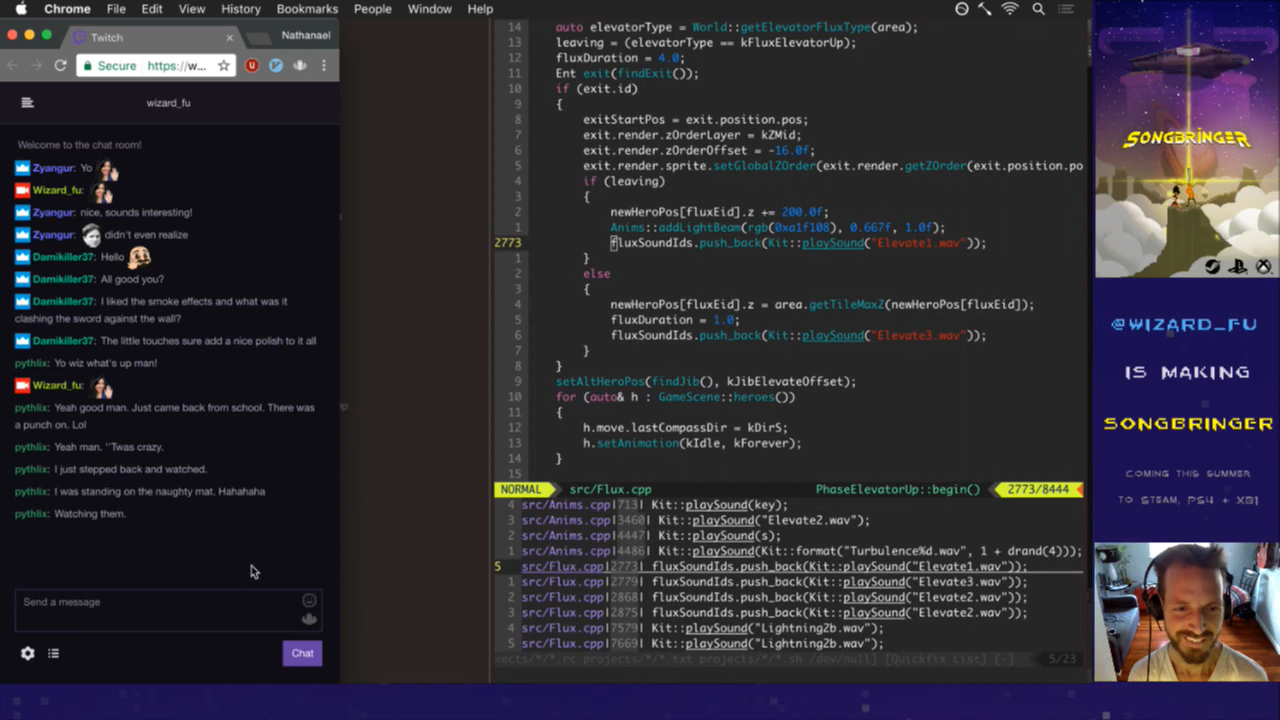 Chrome File Edit View History Bookmarks People Window Help
Twitch
Nathanael
Secure https://w...
wizard_fu
Welcome to the chat room!
Zyangur: Yo
Wizard_fu:
Zyangur: nice, sounds interesting!
Zyangur: didn't even realize
Damikiller37: Hello
Damikiller37: All good you?
Damikiller37: I liked the smoke effects and what was it
clashing the sword against the wall?
Damikiller37: The little touches sure add a nice polish to it all
pythlix: Yo wiz what's up man!
Wizard_fu:
pythlix: Yeah good man. Just came back from school. There was
a punch on. Lol
pythlix: Yeah man. ''Twas crazy.
pythlix: I just stepped back and watched.
pythlix: I was standing on the naughty mat. Hahahaha
pythlix: Watching them.
Send a message
Chat
14 auto elevatorType = World::getElevatorFluxType(area);
13 leaving = (elevatorType == kFluxElevatorUp);
12 fluxDuration = 4.0;
11 Ent exit(findExit());
10 if (exit.id)
9 {
8 exitStartPos = exit.position.pos;
7 exit.render.zOrderLayer = kZMid;
6 exit.render.zOrderOffset = -16.0f;
5 exit.render.sprite.setGlobalZOrder(exit.render.getZOrder(exit.position.po
4 if (leaving)
3 {
2 newHeroPos[fluxEid].z += 200.0f;
1 Anims::addLightBeam(rgb(0xa1f108), 0.667f, 1.0f);
2773 fluxSoundIds.push_back(Kit::playSound("Elevate1.wav"));
1 }
2 else
3 {
4 newHeroPos[fluxEid].z = area.getTileMaxZ(newHeroPos[fluxEid]);
5 fluxDuration = 1.0;
6 fluxSoundIds.push_back(Kit::playSound("Elevate3.wav"));
7 }
8 }
9 setAltHeroPos(findJib(), kJibElevateOffset);
10 for (auto& h : GameScene::heroes())
11 {
12 h.move.lastCompassDir = kDirS;
13 h.setAnimation(kIdle, kForever);
14 }
15
NORMAL src/Flux.cpp PhaseElevatorUp::begin() 2773/8444
4 src/Anims.cpp|713| Kit::playSound(key);
3 src/Anims.cpp|3460| Kit::playSound("Elevate2.wav");
2 src/Anims.cpp|4447| Kit::playSound(s);
1 src/Anims.cpp|4486| Kit::playSound(Kit::format("Turbulence%d.wav", 1 + drand(4)));
5 src/Flux.cpp|2773| fluxSoundIds.push_back(Kit::playSound("Elevate1.wav"));
1 src/Flux.cpp|2779| fluxSoundIds.push_back(Kit::playSound("Elevate3.wav"));
2 src/Flux.cpp|2868| fluxSoundIds.push_back(Kit::playSound("Elevate2.wav"));
3 src/Flux.cpp|2875| fluxSoundIds.push_back(Kit::playSound("Elevate2.wav"));
4 src/Flux.cpp|7579| Kit::playSound("Lightning2b.wav");
5 src/Flux.cpp|7669| Kit::playSound("Lightning2b.wav");
<ects/*/*.rc projects/*/*.txt projects/*/*.sh /dev/null] [Quickfix List] [-] 5/23
SONGBRINGER
@WIZARD_FU
IS MAKING
SONGBRINGER
COMING THIS SUMMER
TO STEAM, PS4 + XB1